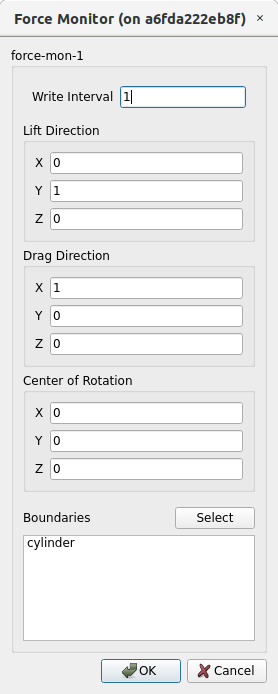 Force Monitor (on a6fda222eb8f) ×
force-mon-1
Write Interval 1
Lift Direction
X 0
Y 1
Z 0
Drag Direction
X 1
Y 0
Z 0
Center of Rotation
X 0
Y 0
Z 0
Boundaries Select
cylinder
OK Cancel